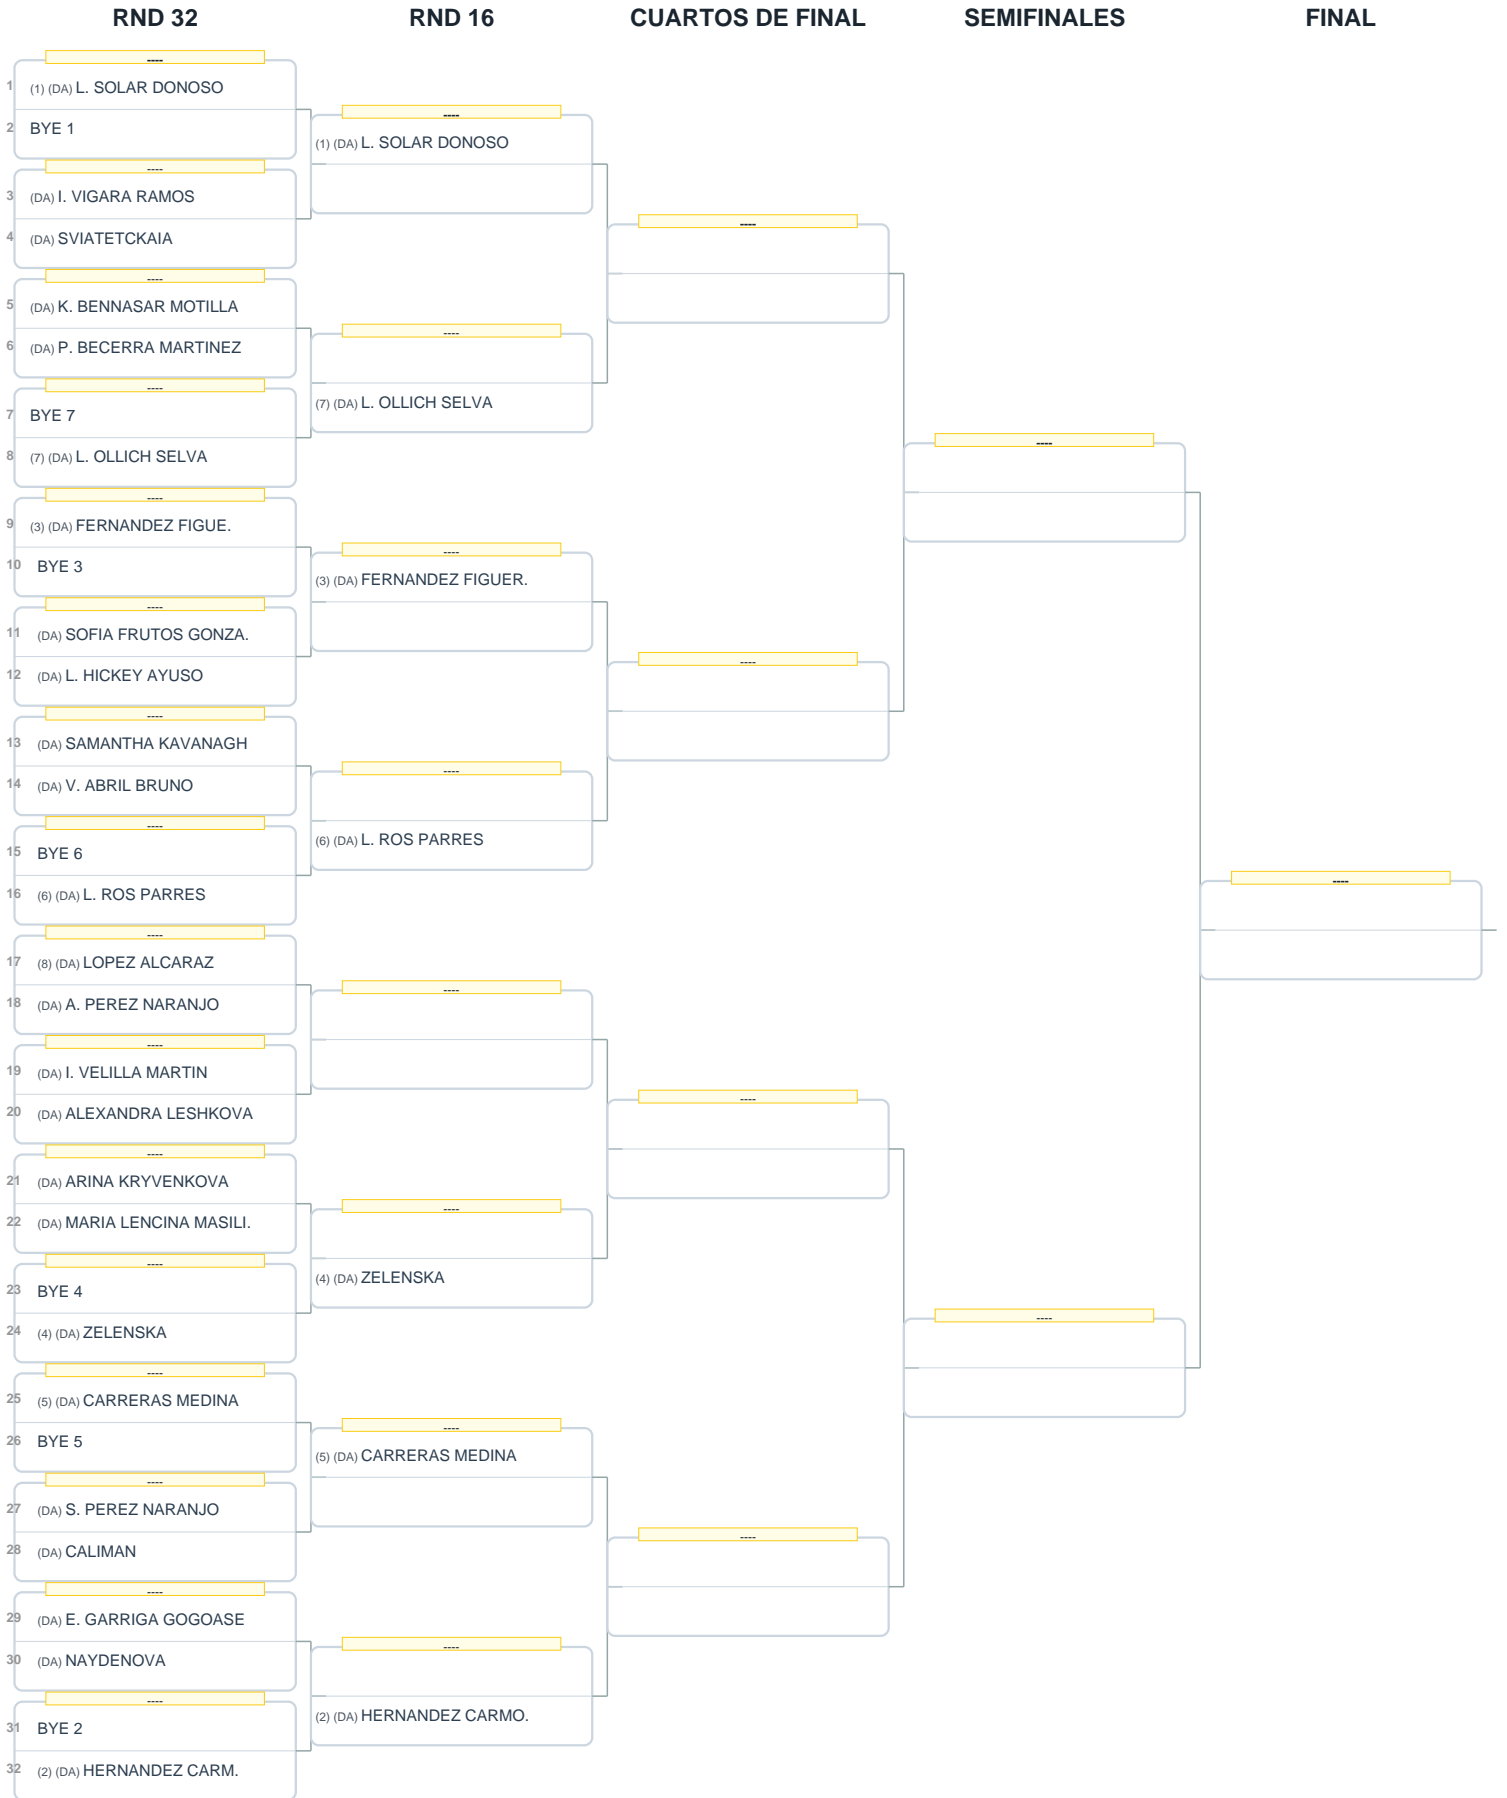 RND 32
RND 16
CUARTOS DE FINAL
SEMIFINALES
FINAL
----
1 (1) (DA) L. SOLAR DONOSO
2 BYE 1
----
3 (DA) I. VIGARA RAMOS
4 (DA) SVIATETCKAIA
----
5 (DA) K. BENNASAR MOTILLA
6 (DA) P. BECERRA MARTINEZ
----
7 BYE 7
8 (7) (DA) L. OLLICH SELVA
----
9 (3) (DA) FERNANDEZ FIGUE.
10 BYE 3
----
11 (DA) SOFIA FRUTOS GONZA.
12 (DA) L. HICKEY AYUSO
----
13 (DA) SAMANTHA KAVANAGH
14 (DA) V. ABRIL BRUNO
----
15 BYE 6
16 (6) (DA) L. ROS PARRES
----
17 (8) (DA) LOPEZ ALCARAZ
18 (DA) A. PEREZ NARANJO
----
19 (DA) I. VELILLA MARTIN
20 (DA) ALEXANDRA LESHKOVA
----
21 (DA) ARINA KRYVENKOVA
22 (DA) MARIA LENCINA MASILI.
----
23 BYE 4
24 (4) (DA) ZELENSKA
----
25 (5) (DA) CARRERAS MEDINA
26 BYE 5
----
27 (DA) S. PEREZ NARANJO
28 (DA) CALIMAN
----
29 (DA) E. GARRIGA GOGOASE
30 (DA) NAYDENOVA
----
31 BYE 2
32 (2) (DA) HERNANDEZ CARM.
----
(1) (DA) L. SOLAR DONOSO
----
(7) (DA) L. OLLICH SELVA
----
(3) (DA) FERNANDEZ FIGUER.
----
(6) (DA) L. ROS PARRES
----
----
(4) (DA) ZELENSKA
----
(5) (DA) CARRERAS MEDINA
----
(2) (DA) HERNANDEZ CARMO.
----
----
----
----
----
----
----